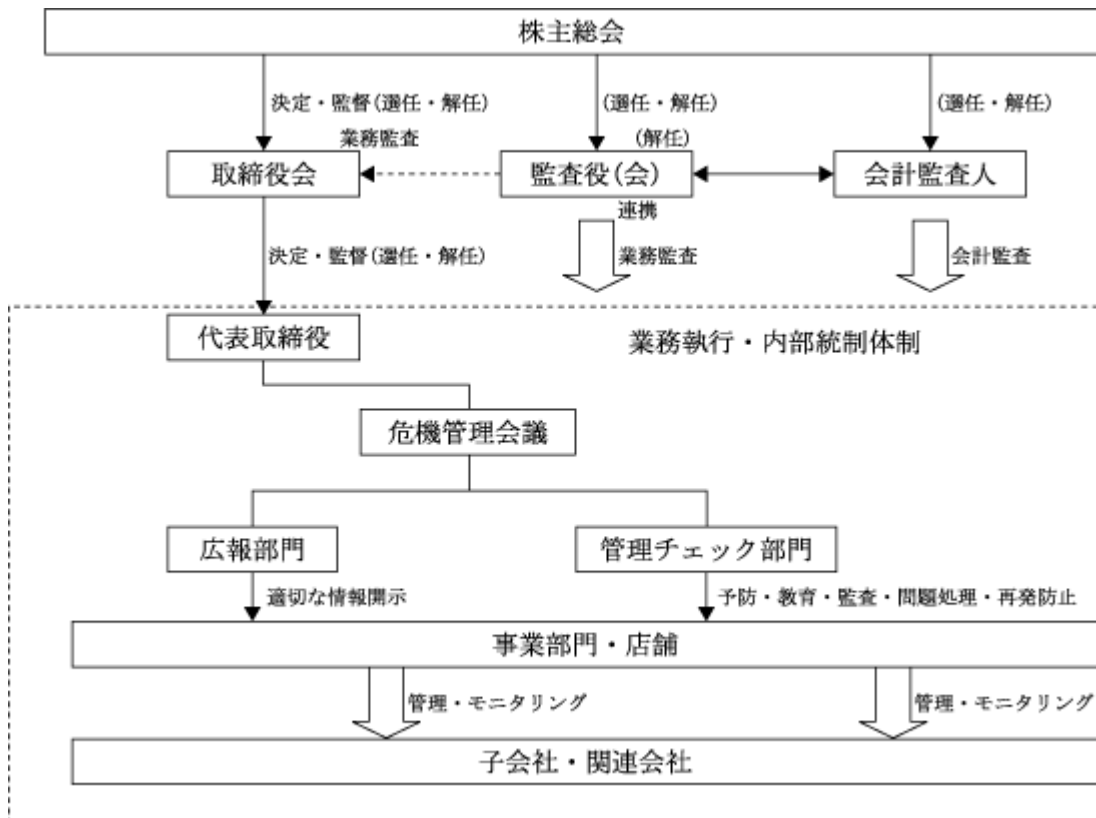 株主総会
決定・監督(選任・解任)
(選任・解任)
(選任・解任)
業務監査
(解任)
取締役会
監査役(会)
会計監査人
連携
決定・監督(選任・解任)
業務監査
会計監査
代表取締役
業務執行・内部統制体制
危機管理会議
広報部門
管理チェック部門
適切な情報開示
予防・教育・監査・問題処理・再発防止
事業部門・店舗
管理・モニタリング
管理・モニタリング
子会社・関連会社